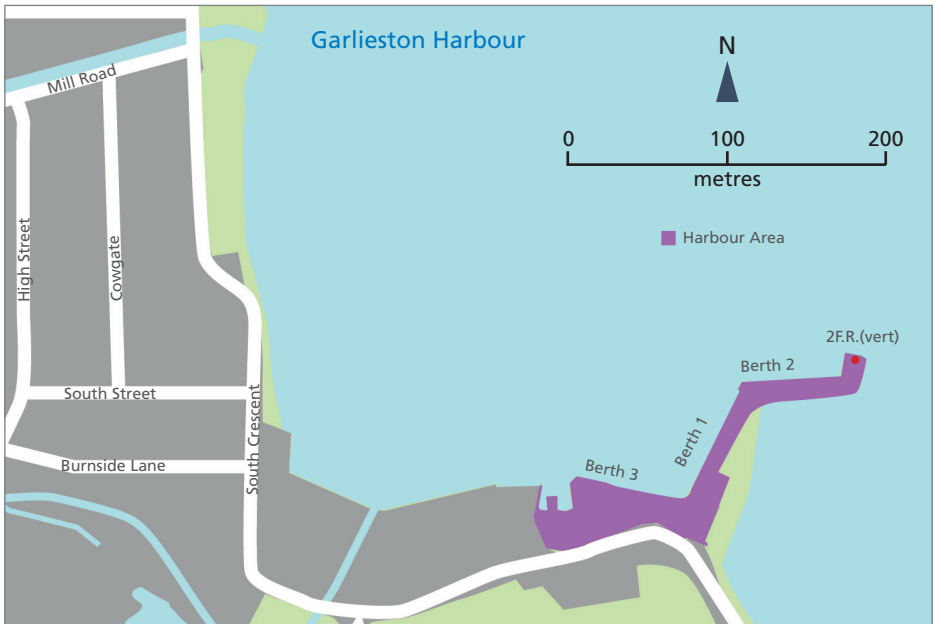 Garlieston Harbour
N
0 100 200
metres
Harbour Area
Mill Road
High Street
Cowgate
South Street
South Crescent
Burnside Lane
2F.R.(vert)
Berth 2
Berth 1
Berth 3